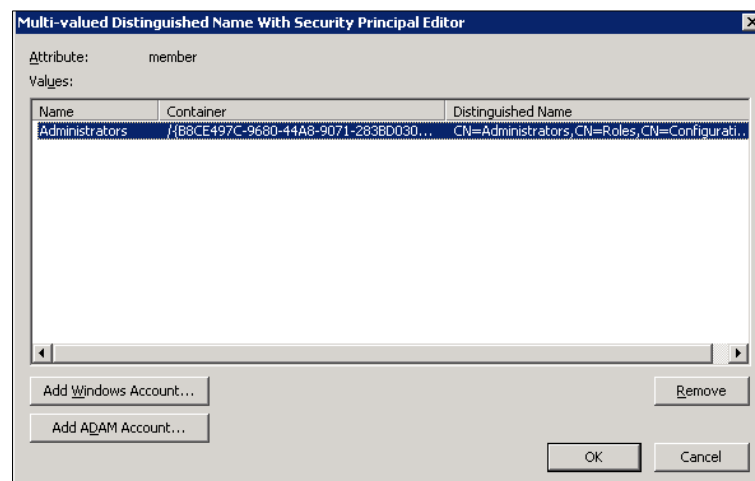 Multi-valued Distinguished Name With Security Principal Editor
Attribute: member
Values:
Name Container Distinguished Name
Administrators /{B8CE497C-9680-44A8-9071-283BD030... CN=Administrators,CN=Roles,CN=Configurati...
Add Windows Account... Remove
Add ADAM Account...
OK Cancel